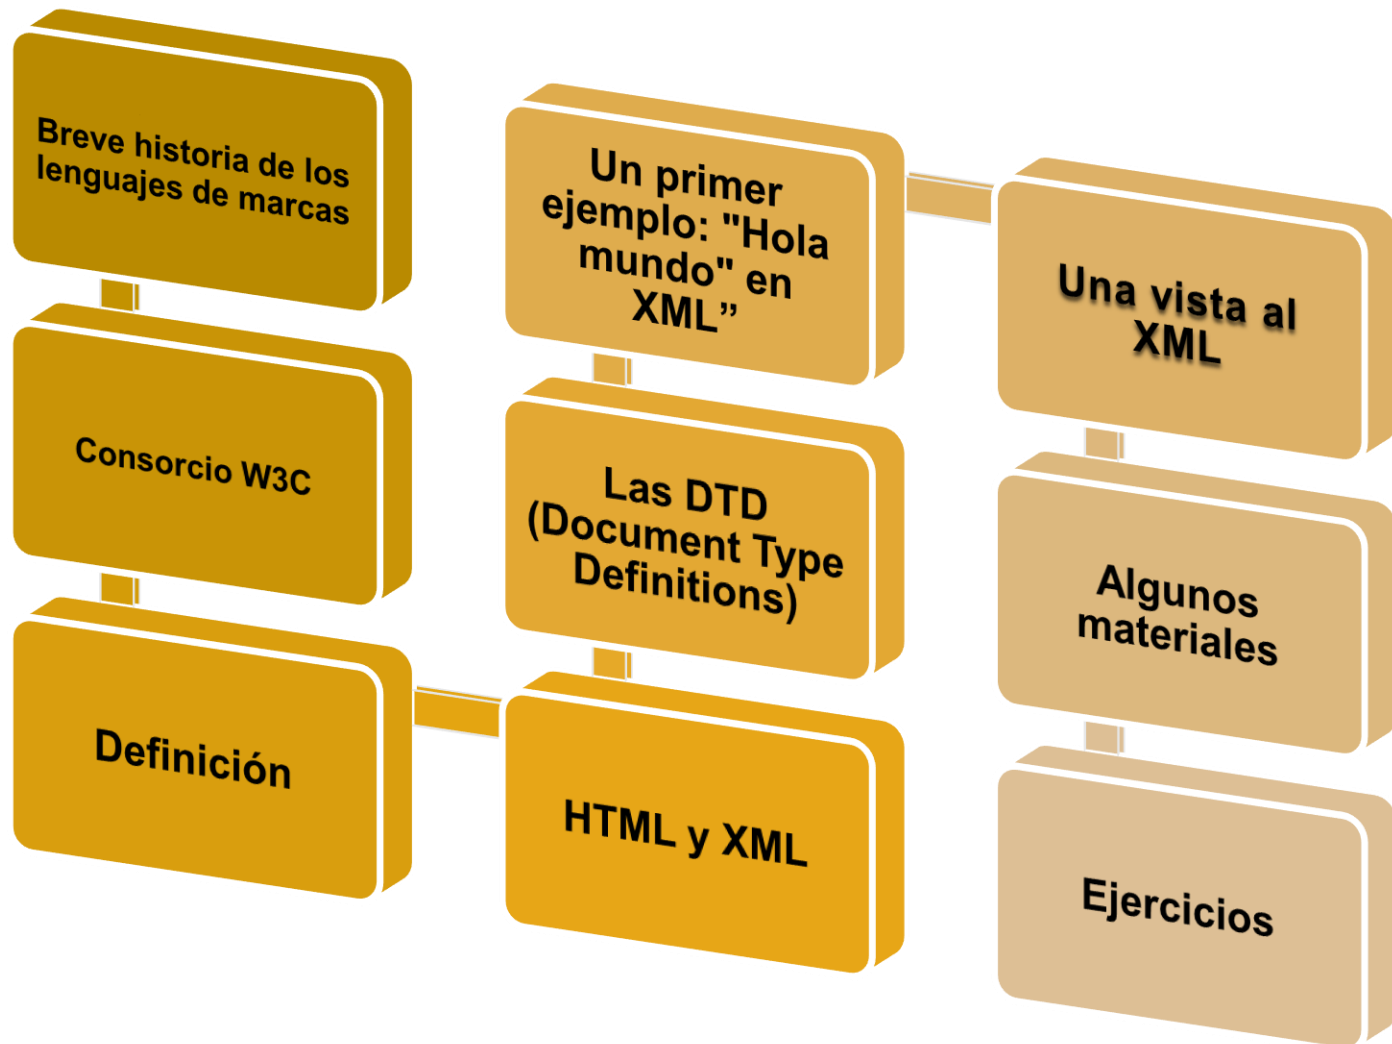 Breve historia de los
lenguajes de marcas
Consorcio W3C
Definición
HTML y XML
Las DTD
(Document Type
Definitions)
Un primer
ejemplo: "Hola
mundo" en
XML”
Una vista al
XML
Algunos
materiales
Ejercicios